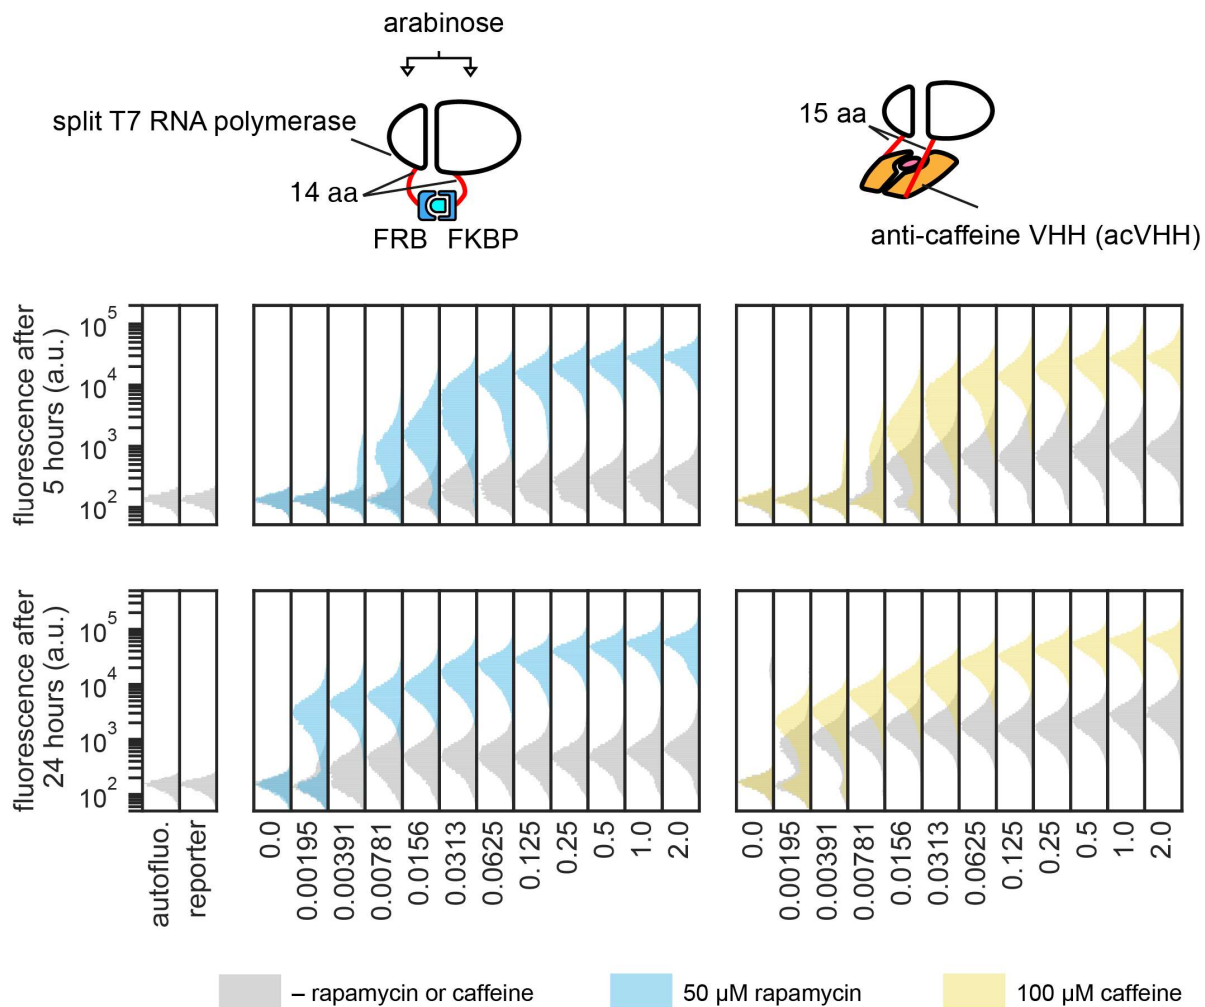 arabinose
split T7 RNA polymerase
14 aa
FRB FKBP
15 aa
anti-caffeine VHH (acVHH)
fluorescence after
5 hours (a.u.)
10^5
10^4
10^3
10^2
fluorescence after
24 hours (a.u.)
10^5
10^4
10^3
10^2
autofluo.
reporter
0.0
0.00195
0.00391
0.00781
0.0156
0.0313
0.0625
0.125
0.25
0.5
1.0
2.0
0.0
0.00195
0.00391
0.00781
0.0156
0.0313
0.0625
0.125
0.25
0.5
1.0
2.0
– rapamycin or caffeine
50 µM rapamycin
100 µM caffeine